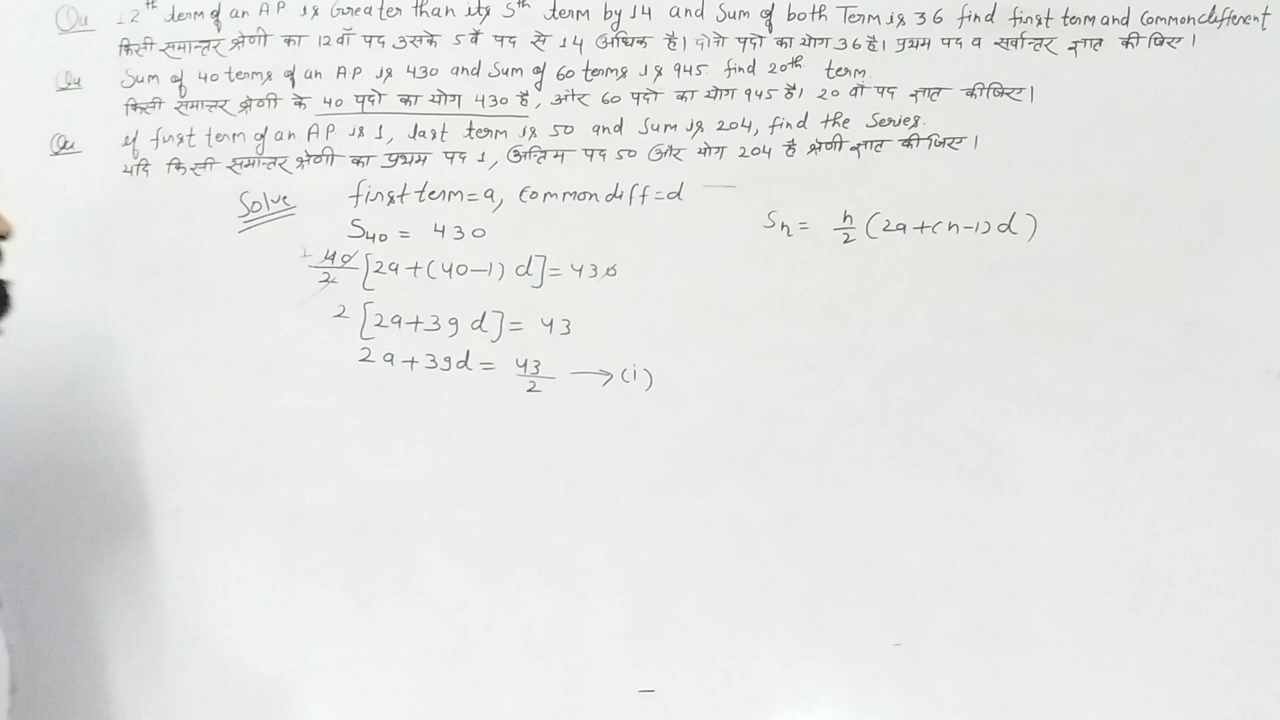 Qu 12th term of an AP is Greater than its 5th term by 14 and Sum of both Term is 36 find first term and Common different
किसी समान्तर श्रेणी का 12वाँ पद उसके 5वें पद से 14 अधिक है। दोनो पदो का योग 36 है। प्रथम पद व सर्वान्तर ज्ञात कीजिए।
Qu Sum of 40 terms of an AP is 430 and Sum of 60 terms is 945 find 20th term.
किसी समान्तर श्रेणी के 40 पदो का योग 430 है, और 60 पदो का योग 945 है। 20 वाँ पद ज्ञात कीजिए।
Qu if first term of an AP is 1, last term is 50 and Sum is 204, find the Series.
यदि किसी समान्तर श्रेणी का प्रथम पद 1, अन्तिम पद 50 और योग 204 है श्रेणी ज्ञात कीजिए।
Solve first term = a, Common diff = d
S40 = 430
Sn = n/2 (2a+(n-1)d)
40/2 [2a+(40-1) d] = 430
2 [2a+39 d] = 43
2a+39d = 43/2 → (i)